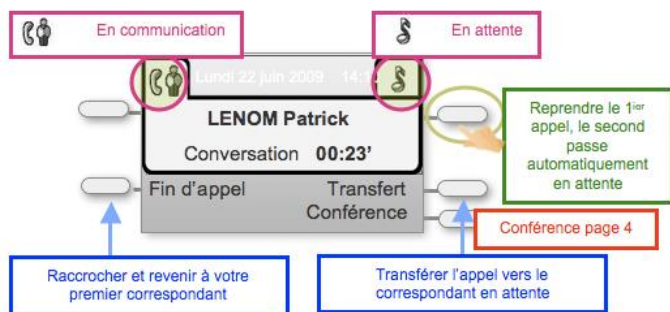 En communication
En attente
Lundi 22 juin 2009 14:1
LENOM Patrick
Conversation 00:23'
Reprendre le 1ier
appel, le second
passe
automatiquement
en attente
Fin d'appel
Transfert
Conférence
Conférence page 4
Raccrocher et revenir à votre
premier correspondant
Transférer l'appel vers le
correspondant en attente